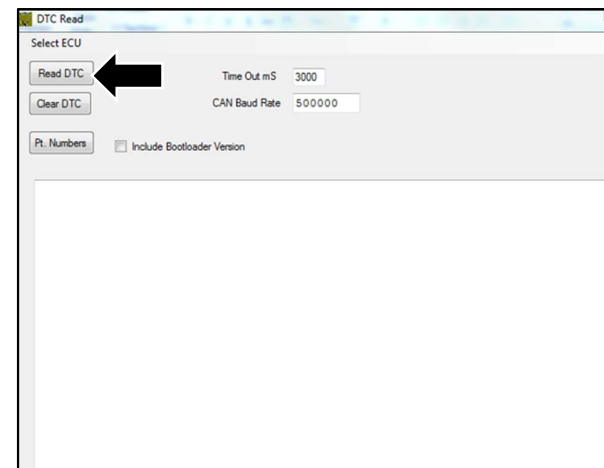 DTC Read
Select ECU
Read DTC
Time Out mS 3000
Clear DTC
CAN Baud Rate 500000
Pt. Numbers
Include Bootloader Version